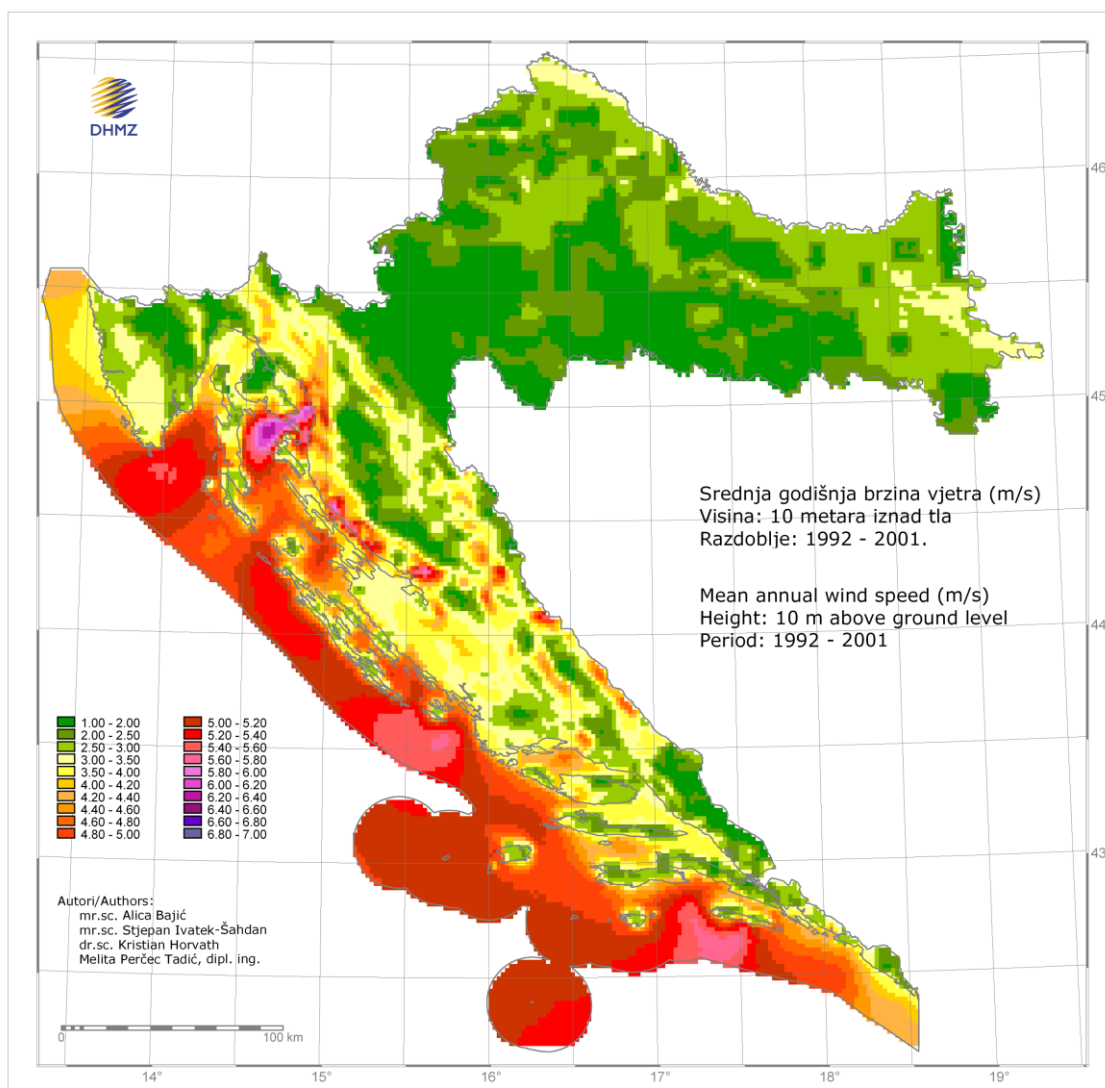 DHMZ
46
45
Srednja godišnja brzina vjetra (m/s)
Visina: 10 metara iznad tla
Razdoblje: 1992 - 2001.
Mean annual wind speed (m/s)
Height: 10 m above ground level
Period: 1992 - 2001
44
1.00 - 2.00
2.00 - 2.50
2.50 - 3.00
3.00 - 3.50
3.50 - 4.00
4.00 - 4.20
4.20 - 4.40
4.40 - 4.60
4.60 - 4.80
4.80 - 5.00
5.00 - 5.20
5.20 - 5.40
5.40 - 5.60
5.60 - 5.80
5.80 - 6.00
6.00 - 6.20
6.20 - 6.40
6.40 - 6.60
6.60 - 6.80
6.80 - 7.00
43
Autori/Authors:
mr.sc. Alica Bajić
mr.sc. Stjepan Ivatek-Šahdan
dr.sc. Kristian Horvath
Melita Perčec Tadić, dipl. ing.
0 100 km
14° 15° 16° 17° 18° 19°